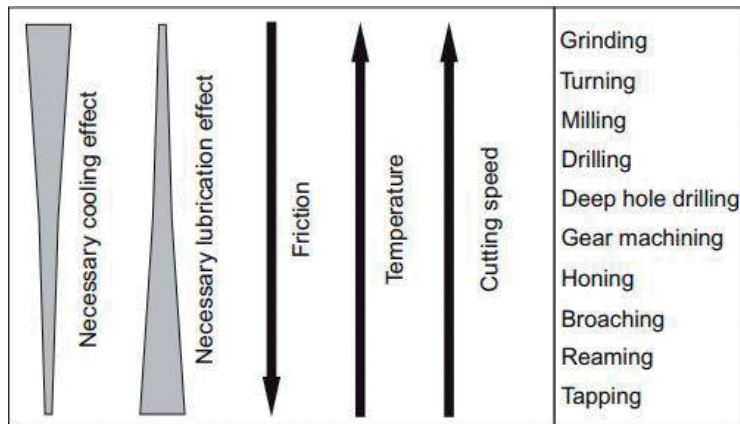 Necessary cooling effect
Necessary lubrication effect
Friction
Temperature
Cutting speed
Grinding
Turning
Milling
Drilling
Deep hole drilling
Gear machining
Honing
Broaching
Reaming
Tapping